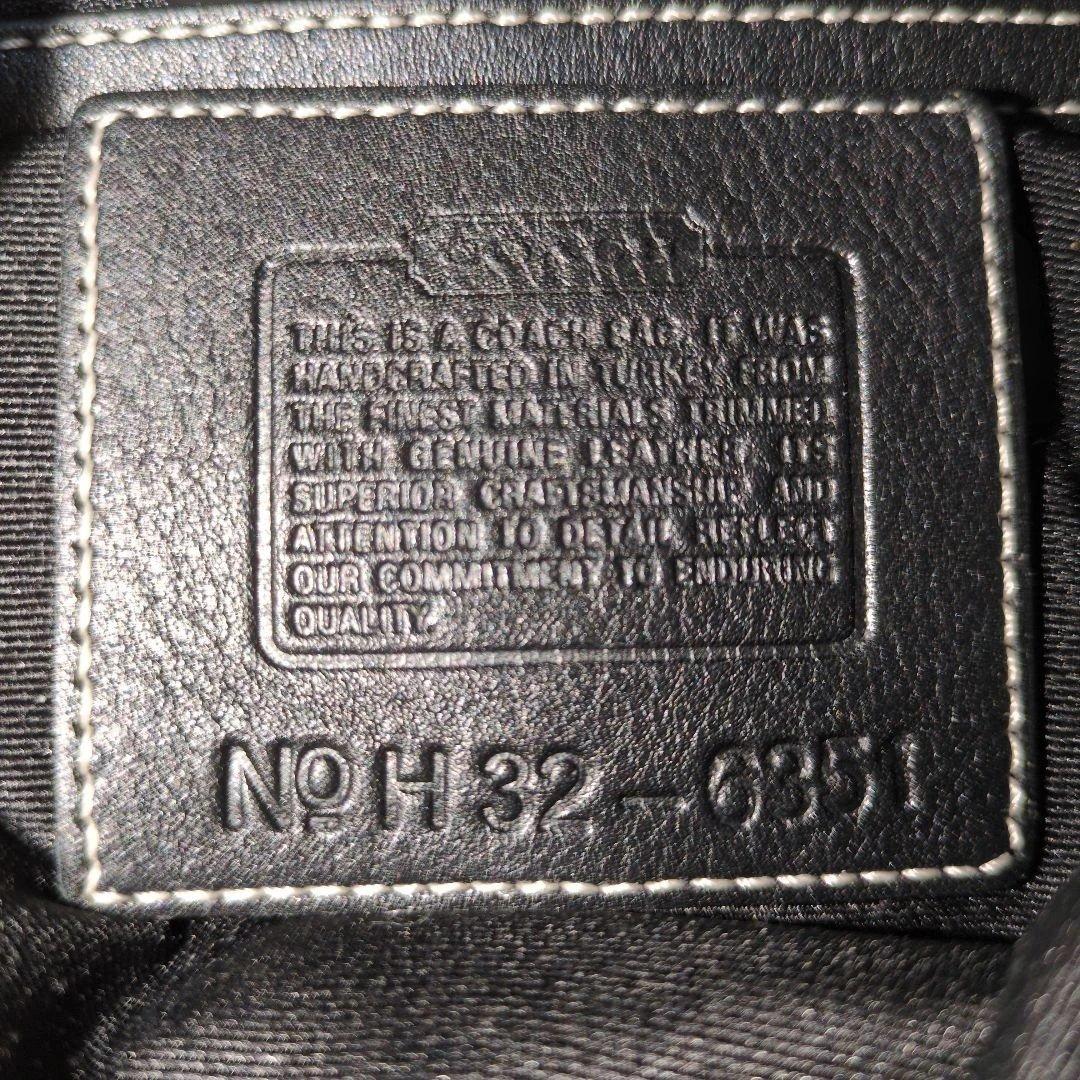 COACH
THIS IS A COACH BAG. IT WAS
HANDCRAFTED IN TURKEY FROM
THE FINEST MATERIALS TRIMMED
WITH GENUINE LEATHER. ITS
SUPERIOR CRAFTSMANSHIP AND
ATTENTION TO DETAIL REFLECT
OUR COMMITMENT TO ENDURING
QUALITY.
No H32-6351